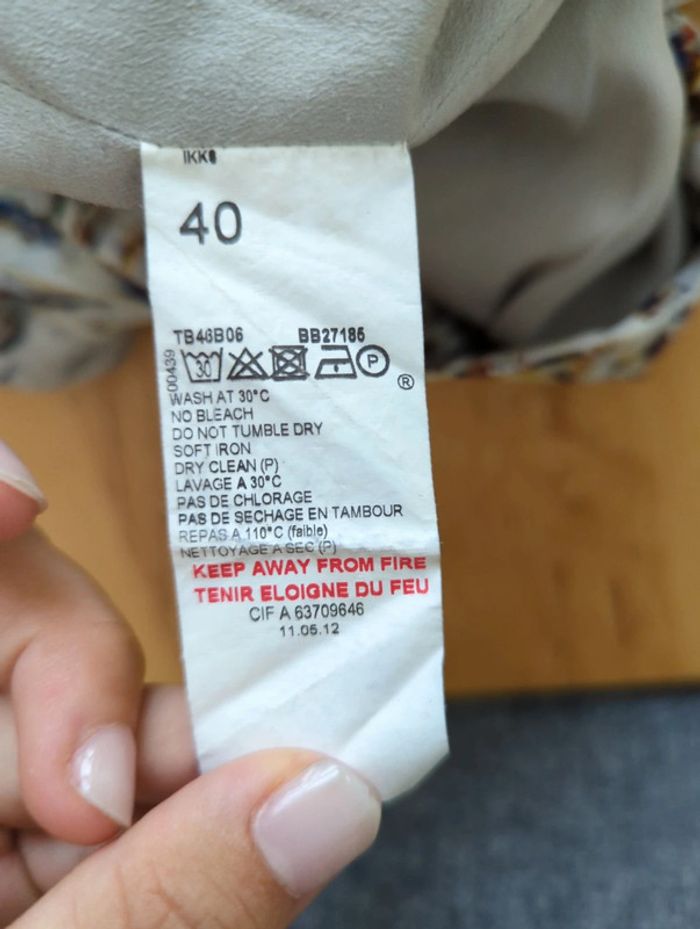 IKKS
40
TB46B06 BB27185
00439
30
P
®
WASH AT 30°C
NO BLEACH
DO NOT TUMBLE DRY
SOFT IRON
DRY CLEAN (P)
LAVAGE A 30°C
PAS DE CHLORAGE
PAS DE SECHAGE EN TAMBOUR
REPAS A 110°C (faible)
NETTOYAGE A SEC (P)
KEEP AWAY FROM FIRE
TENIR ELOIGNE DU FEU
CIF A 63709646
11.05.12